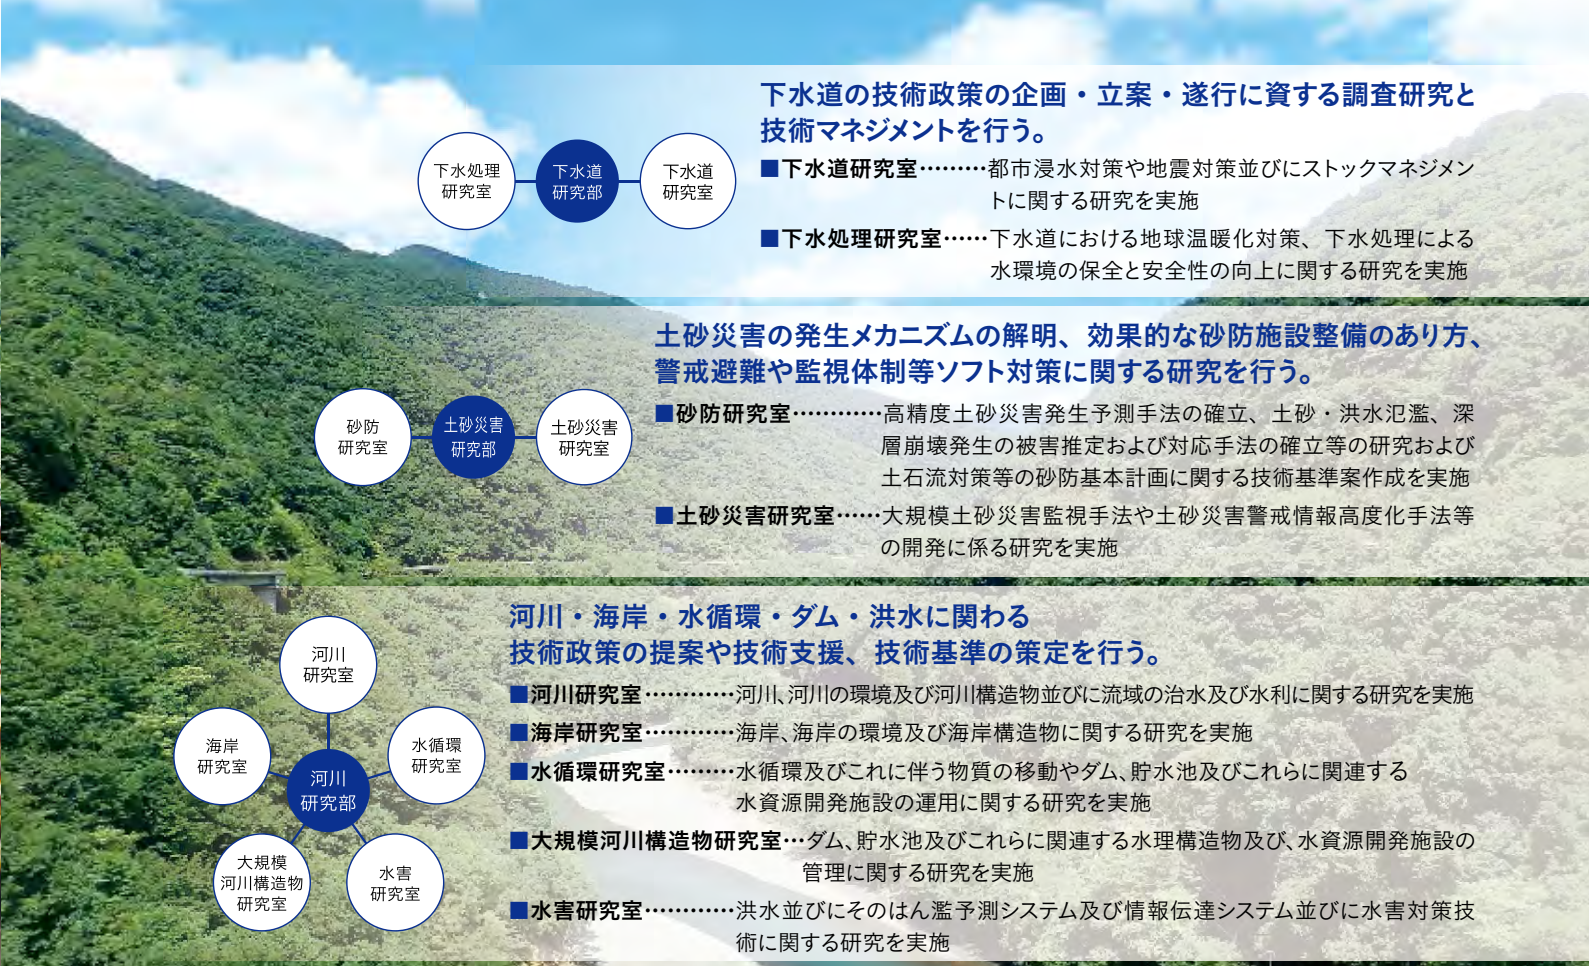 下水道の技術政策の企画・立案・遂行に資する調査研究と
技術マネジメントを行う。
下水処理
研究室
下水道
研究部
下水道
研究室
■下水道研究室………都市浸水対策や地震対策並びにストックマネジメン
トに関する研究を実施
■下水処理研究室……下水道における地球温暖化対策、下水処理による
水環境の保全と安全性の向上に関する研究を実施
土砂災害の発生メカニズムの解明、効果的な砂防施設整備のあり方、
警戒避難や監視体制等ソフト対策に関する研究を行う。
砂防
研究室
土砂災害
研究部
土砂災害
研究室
■砂防研究室…………高精度土砂災害発生予測手法の確立、土砂・洪水氾濫、深
層崩壊発生の被害推定および対応手法の確立等の研究および
土石流対策等の砂防基本計画に関する技術基準案作成を実施
■土砂災害研究室……大規模土砂災害監視手法や土砂災害警戒情報高度化手法等
の開発に係る研究を実施
河川・海岸・水循環・ダム・洪水に関わる
技術政策の提案や技術支援、技術基準の策定を行う。
河川
研究室
海岸
研究室
水循環
研究室
河川
研究部
大規模
河川構造物
研究室
水害
研究室
■河川研究室…………河川、河川の環境及び河川構造物並びに流域の治水及び水利に関する研究を実施
■海岸研究室…………海岸、海岸の環境及び海岸構造物に関する研究を実施
■水循環研究室………水循環及びこれに伴う物質の移動やダム、貯水池及びこれらに関連する
水資源開発施設の運用に関する研究を実施
■大規模河川構造物研究室…ダム、貯水池及びこれらに関連する水理構造物及び、水資源開発施設の
管理に関する研究を実施
■水害研究室…………洪水並びにそのはん濫予測システム及び情報伝達システム並びに水害対策技
術に関する研究を実施